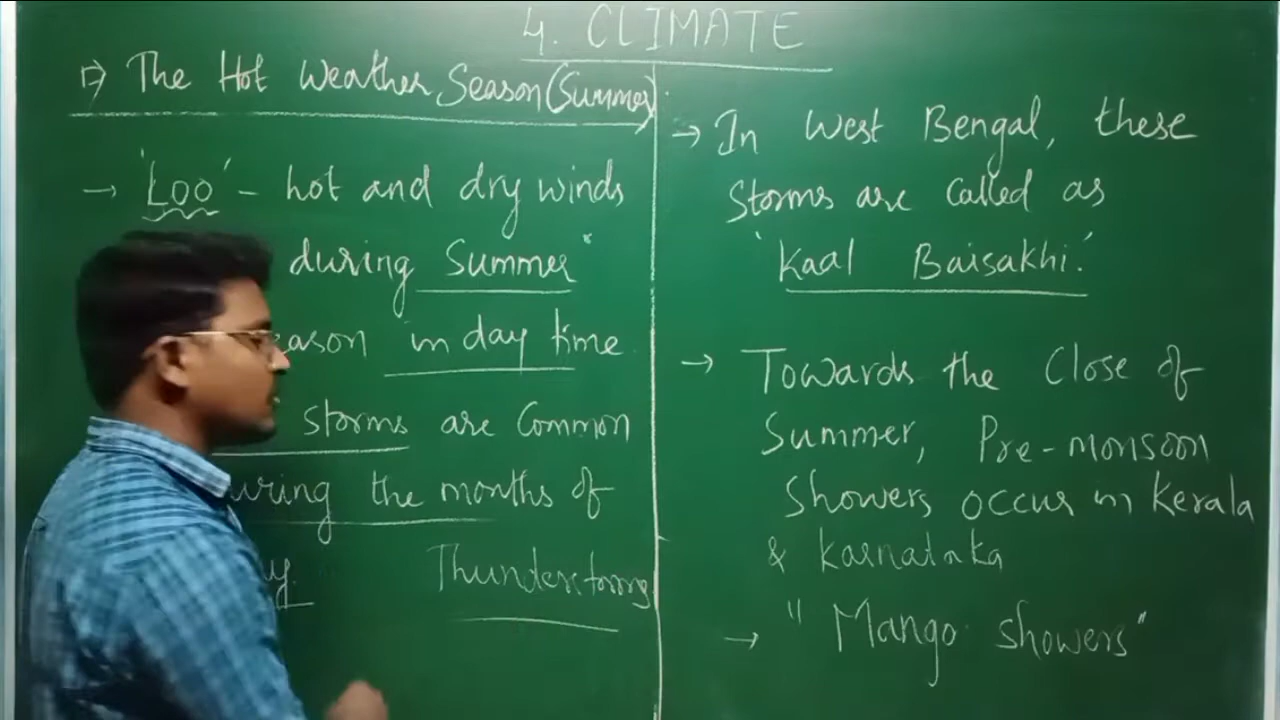 4. CLIMATE
⇒ The Hot Weather Season (Summer)
→ 'Loo' - hot and dry winds
during Summer"
in day time
storms are Common
the months of
Thunderstorms
→ In West Bengal, these
Storms are Called as
'Kaal Baisakhi.'
→ Towards the Close of
Summer, Pre-monsoon
Showers occur in Kerala
& Karnataka
→ "Mango showers"